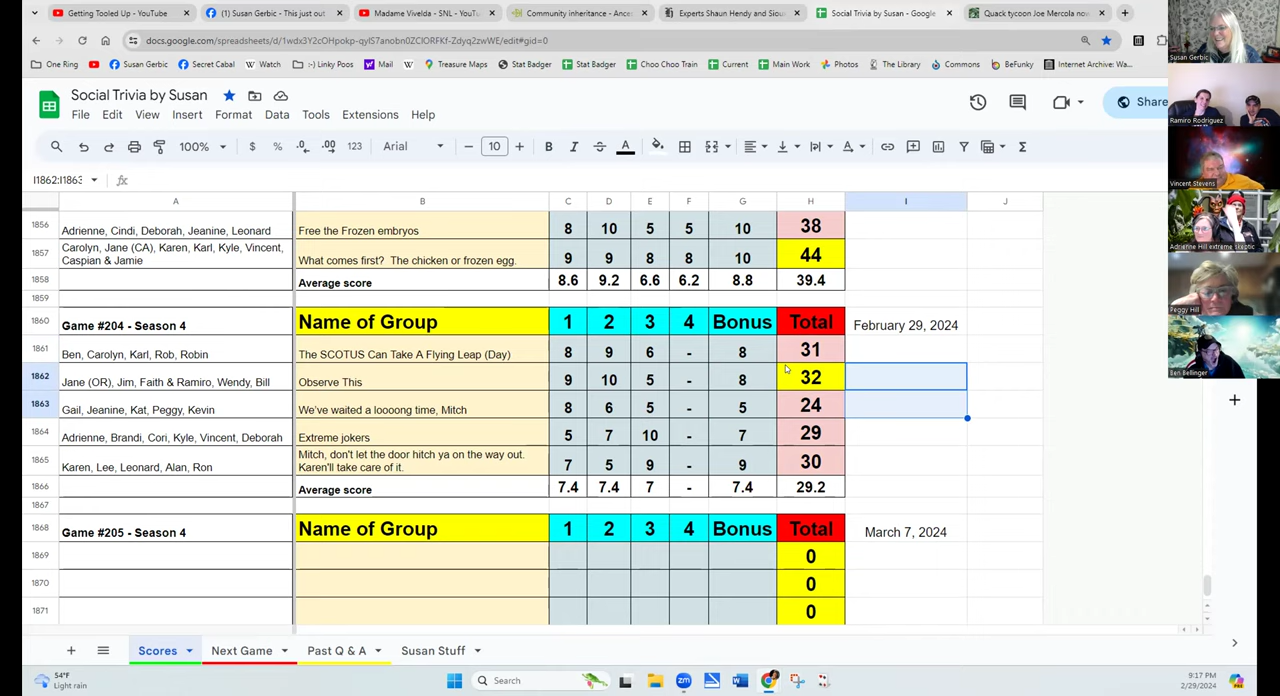 Getting Tooled Up - YouTube
(1) Susan Gerbic - This just out
Madame Vivelda - SNL - YouTube
Community inheritance - Ance
Experts Shaun Hendy and Siou
Social Trivia by Susan - Google
Quack tycoon Joe Mercola now
docs.google.com/spreadsheets/d/1wdx3Y2cOHpokp-qyIS7anobn0ZClORFKf-Zdyq2zwWE/edit#gid=0
One Ring
Susan Gerbic
Secret Cabal
Watch
:-) Linky Poos
Mail
Treasure
Stat Badger
Choo Choo Train
Current
Main Work
Photos
The Library
Commons
BeFunky
Internet Archive: Wa...
Social Trivia by Susan
File Edit View Insert Format Data Tools Extensions Help
Share
100% $ % .0 .00 123 Arial 10 B I A
I1862:I1863 fx
A B C D E F G H I J
1856 Adrienne, Cindi, Deborah, Jeanine, Leonard Free the Frozen embryos 8 10 5 5 10 38
1857 Carolyn, Jane (CA), Karen, Karl, Kyle, Vincent,
Caspian & Jamie What comes first? The chicken or frozen egg. 9 9 8 8 10 44
1858 Average score 8.6 9.2 6.6 6.2 8.8 39.4
1859
1860 Game #204 - Season 4 Name of Group 1 2 3 4 Bonus Total February 29, 2024
1861 Ben, Carolyn, Karl, Rob, Robin The SCOTUS Can Take A Flying Leap (Day) 8 9 6 - 8 31
1862 Jane (OR), Jim, Faith & Ramiro, Wendy, Bill Observe This 9 10 5 - 8 32
1863 Gail, Jeanine, Kat, Peggy, Kevin We've waited a loooong time, Mitch 8 6 5 - 5 24
1864 Adrienne, Brandi, Cori, Kyle, Vincent, Deborah Extreme jokers 5 7 10 - 7 29
1865 Karen, Lee, Leonard, Alan, Ron Mitch, don't let the door hitch ya on the way out.
Karen'll take care of it. 7 5 9 - 9 30
1866 Average score 7.4 7.4 7 - 7.4 29.2
1867
1868 Game #205 - Season 4 Name of Group 1 2 3 4 Bonus Total March 7, 2024
1869 0
1870 0
1871 0
Scores
Next Game
Past Q & A
Susan Stuff
54°F
Light rain
Search
9:17 PM
2/29/2024
Susan Gerbic
Ramiro Rodriguez
Vincent Stevens
Adrienne Hill extreme skeptic
Peggy Hill
Ben Bellinger